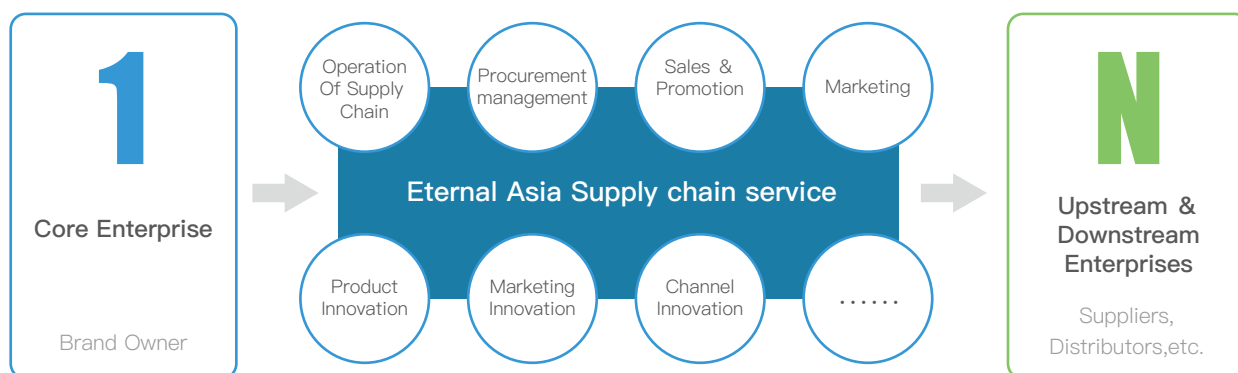 1
Core Enterprise
Brand Owner
Operation
Of Supply
Chain
Procurement
management
Sales &
Promotion
Marketing
Eternal Asia Supply chain service
Product
Innovation
Marketing
Innovation
Channel
Innovation
......
N
Upstream &
Downstream
Enterprises
Suppliers,
Distributors,etc.